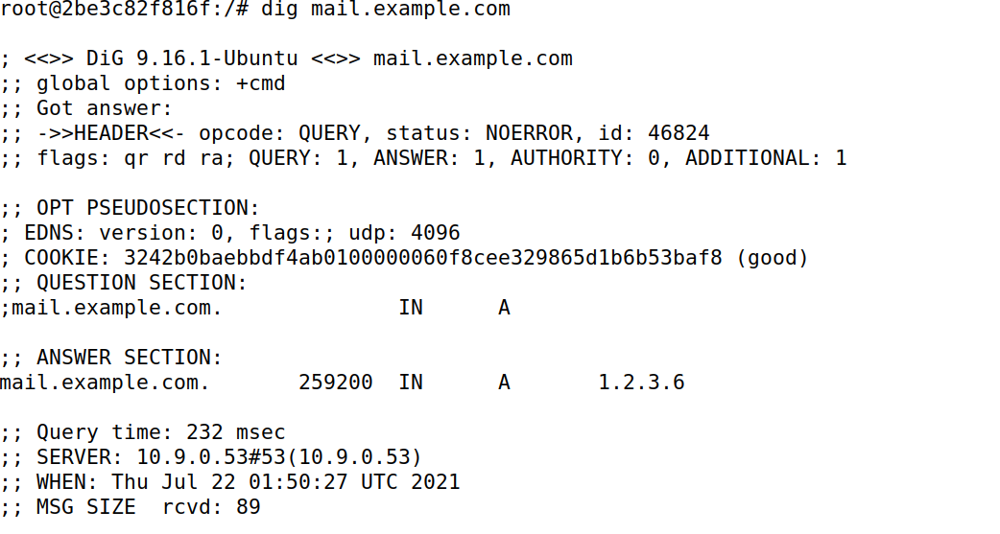 root@2be3c82f816f:/# dig mail.example.com
; <<>> DiG 9.16.1-Ubuntu <<>> mail.example.com
;; global options: +cmd
;; Got answer:
;; ->>HEADER<<- opcode: QUERY, status: NOERROR, id: 46824
;; flags: qr rd ra; QUERY: 1, ANSWER: 1, AUTHORITY: 0, ADDITIONAL: 1
;; OPT PSEUDOSECTION:
; EDNS: version: 0, flags:; udp: 4096
; COOKIE: 3242b0baebbdf4ab0100000060f8cee329865d1b6b53baf8 (good)
;; QUESTION SECTION:
;mail.example.com. IN A
;; ANSWER SECTION:
mail.example.com. 259200 IN A 1.2.3.6
;; Query time: 232 msec
;; SERVER: 10.9.0.53#53(10.9.0.53)
;; WHEN: Thu Jul 22 01:50:27 UTC 2021
;; MSG SIZE rcvd: 89